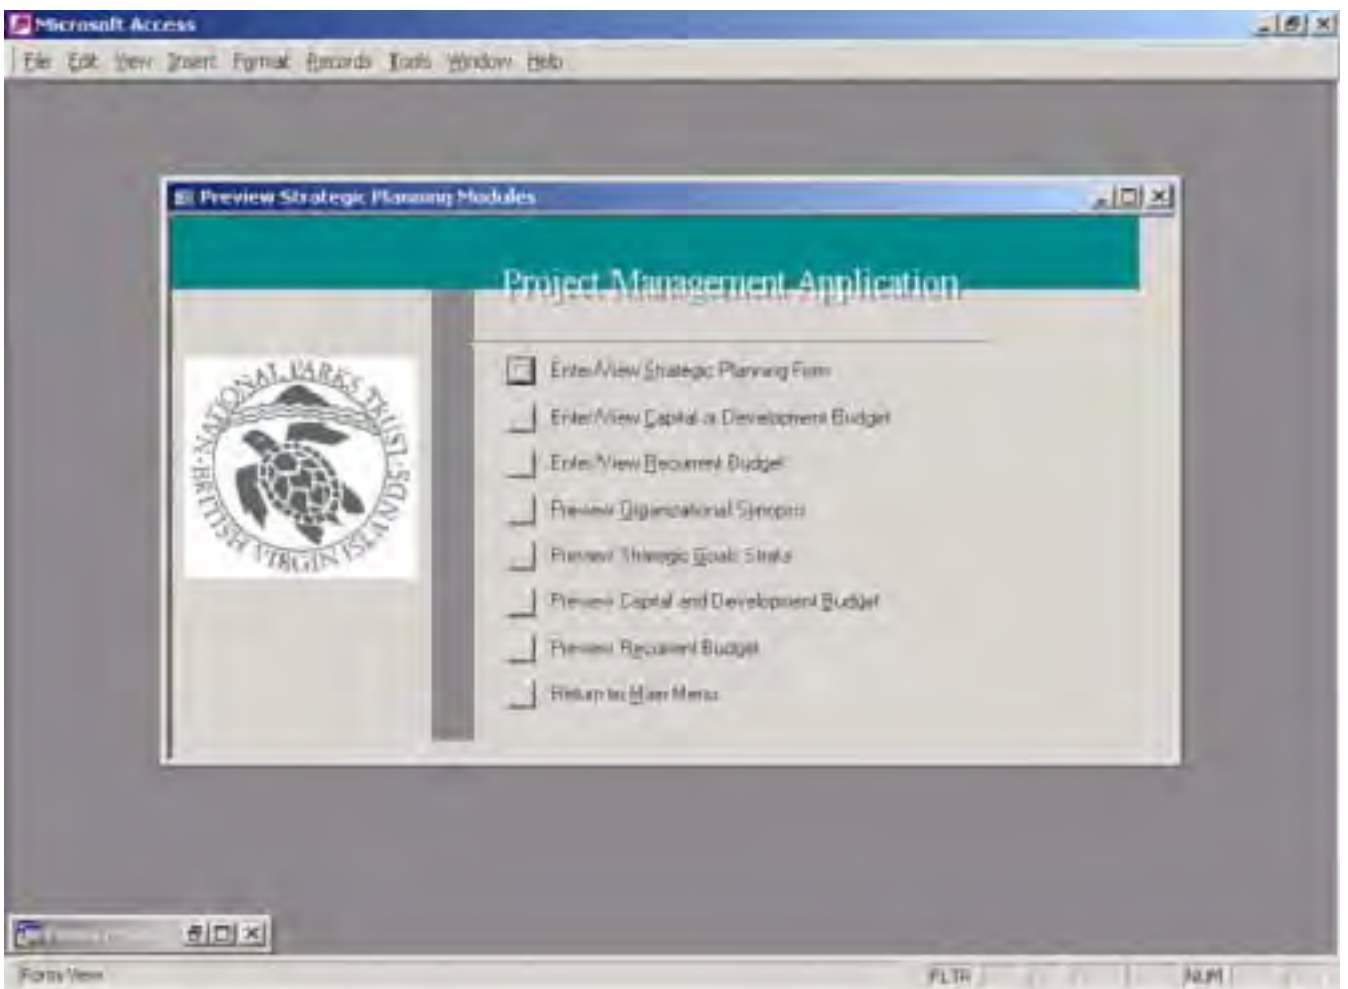 Microsoft Access
File Edit View Insert Format Records Tools Window Help
Preview Strategic Planning Modules
Project Management Application
NATIONAL PARKS TRUST
BRITISH VIRGIN ISLANDS
Enter/View Strategic Planning Form
Enter/View Capital or Development Budget
Enter/View Recurrent Budget
Preview Organizational Synopsis
Preview Strategic Goals Strata
Preview Capital and Development Budget
Preview Recurrent Budget
Return to Main Menu
Form View
FLTR
NUM